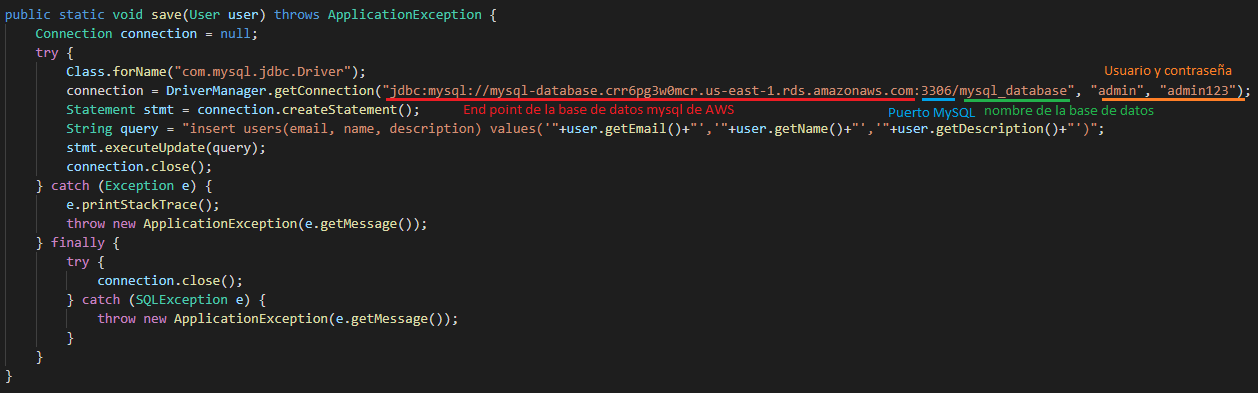 public static void save(User user) throws ApplicationException {
Connection connection = null;
try {
Class.forName("com.mysql.jdbc.Driver");
Usuario y contraseña
connection = DriverManager.getConnection("jdbc:mysql://mysql-database.crr6pg3w0mcr.us-east-1.rds.amazonaws.com:3306/mysql_database", "admin", "admin123");
Statement stmt = connection.createStatement();
End point de la base de datos mysql de AWS
Puerto MySQL
nombre de la base de datos
String query = "insert users(email, name, description) values('"+user.getEmail()+"','"+user.getName()+"','"+user.getDescription()+"')";
stmt.executeUpdate(query);
connection.close();
} catch (Exception e) {
e.printStackTrace();
throw new ApplicationException(e.getMessage());
} finally {
try {
connection.close();
} catch (SQLException e) {
throw new ApplicationException(e.getMessage());
}
}
}